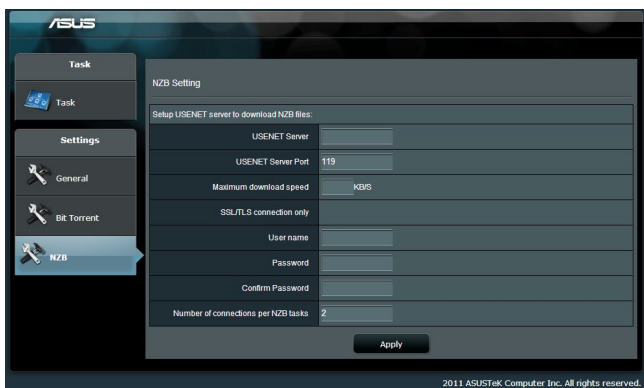 ASUS
Task
Task
Settings
General
Bit Torrent
NZB
NZB Setting
Setup USENET server to download NZB files:
USENET Server
USENET Server Port 119
Maximum download speed KB/S
SSL/TLS connection only
User name
Password
Confirm Password
Number of connections per NZB tasks 2
Apply
2011 ASUSTeK Computer Inc. All rights reserved.